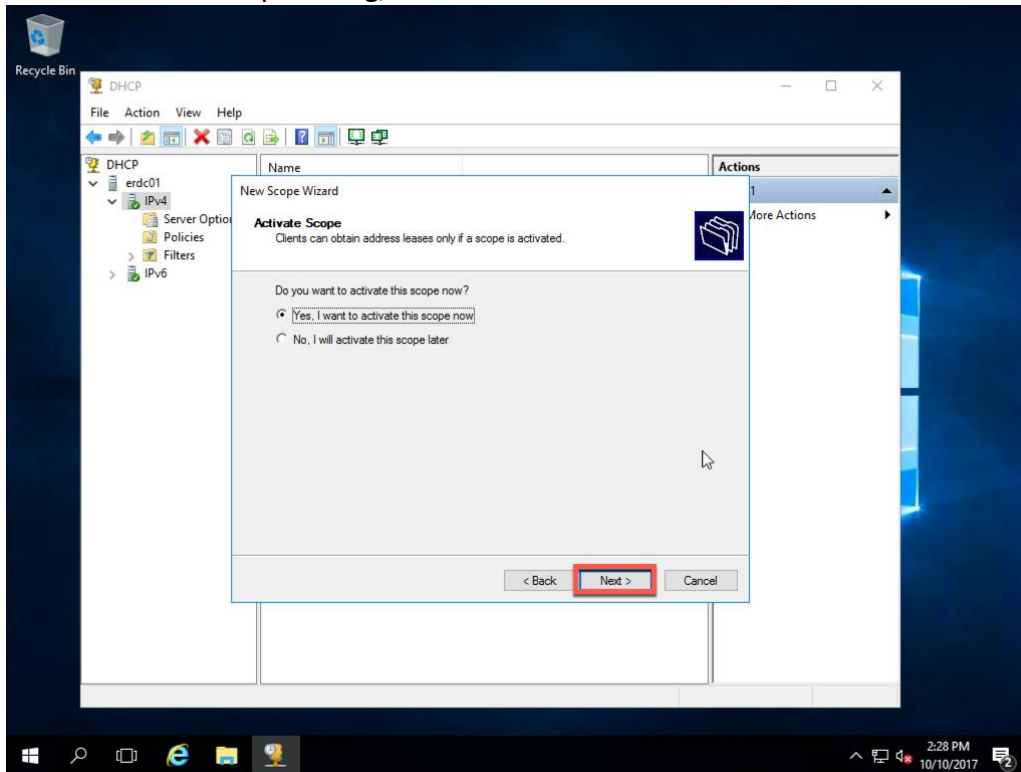 Recycle Bin
DHCP
File Action View Help
DHCP
erdc01
IPv4
Server Option
Policies
Filters
IPv6
Name
Actions
1
More Actions
New Scope Wizard
Activate Scope
Clients can obtain address leases only if a scope is activated.
Do you want to activate this scope now?
Yes, I want to activate this scope now
No, I will activate this scope later
< Back Next > Cancel
2:28 PM
10/10/2017
2